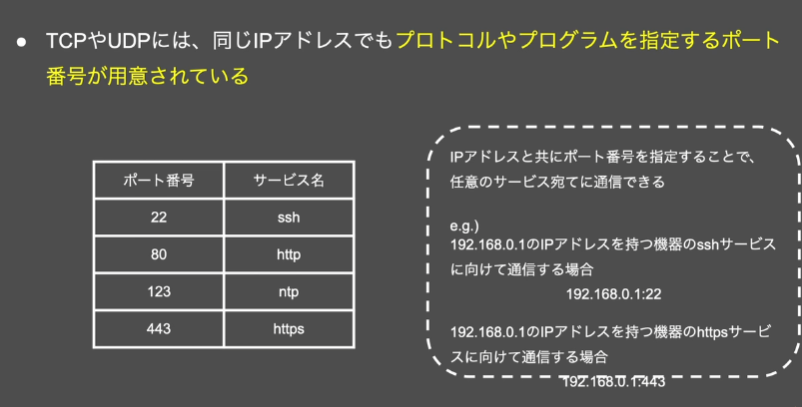 ● TCPやUDPには、同じIPアドレスでもプロトコルやプログラムを指定するポート
番号が用意されている
ポート番号 サービス名
22 ssh
80 http
123 ntp
443 https
IPアドレスと共にポート番号を指定することで、
任意のサービス宛てに通信できる
e.g.)
192.168.0.1のIPアドレスを持つ機器のsshサービス
に向けて通信する場合
192.168.0.1:22
192.168.0.1のIPアドレスを持つ機器のhttpsサービ
スに向けて通信する場合
192.168.0.1:443